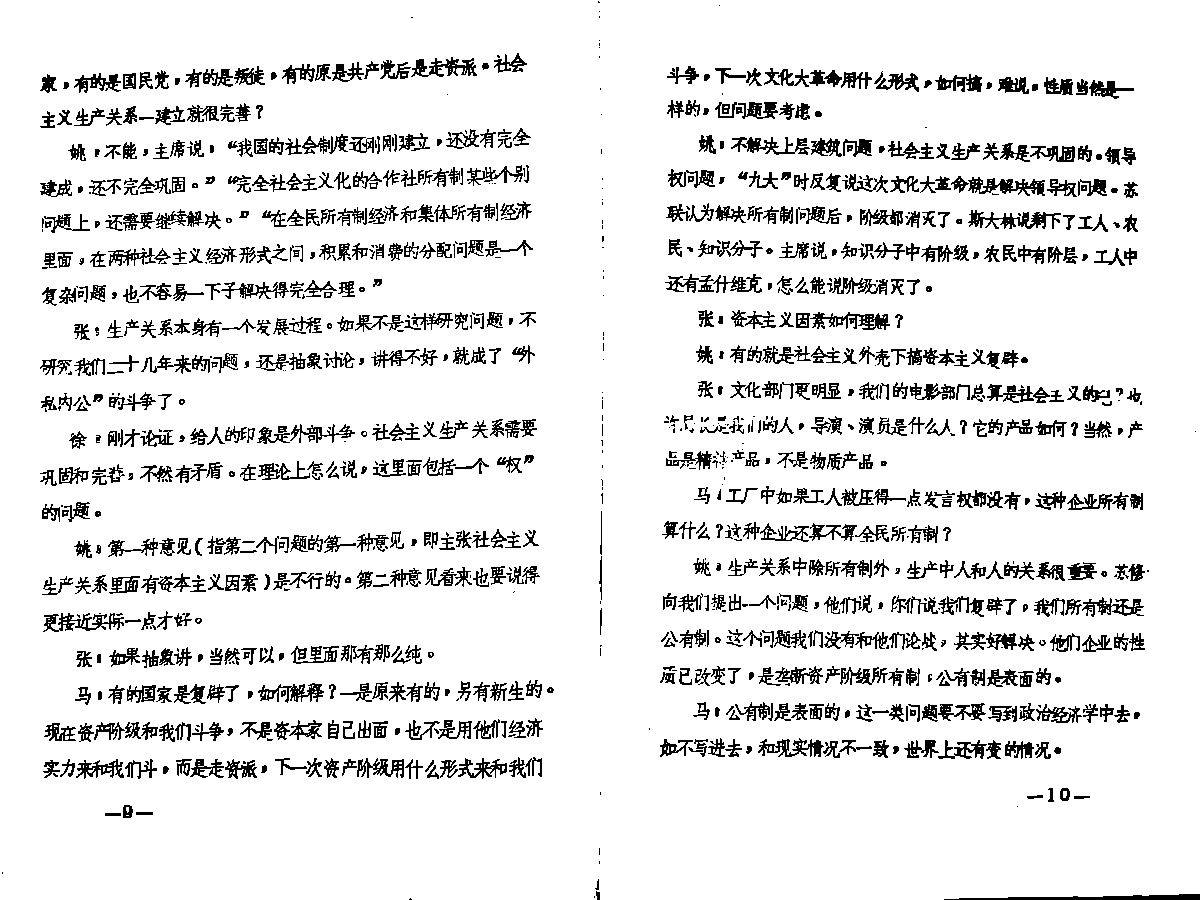 家，有的是国民党，有的是叛徒，有的原是共产党后是走资派。社会
主义生产关系一建立就很完善？
姚：不能，主席说，“我国的社会制度还刚刚建立，还没有完全
建成，还不完全巩固。”“完全社会主义化的合作社所有制某些个别
问题上，还需要继续解决。”“在全民所有制经济和集体所有制经济
里面，在两种社会主义经济形式之间，积累和消费的分配问题是一个
复杂问题，也不容易一下子解决得完全合理。”
张：生产关系本身有一个发展过程。如果不是这样研究问题，不
研究我们二十几年来的问题，还是抽象讨论，讲得不好，就成了“外
私内公”的斗争了。
徐：刚才论证，给人的印象是外部斗争。社会主义生产关系需要
巩固和完善，不然有矛盾。在理论上怎么说，这里面包括一个“权”
的问题。
姚：第一种意见（指第二个问题的第一种意见，即主张社会主义
生产关系里面有资本主义因素）是不行的。第二种意见看来也要说得
更接近实际一点才好。
张：如果抽象讲，当然可以，但里面那有那么纯。
马：有的国家是复辟了，如何解释？一是原来有的，另有新生的。
现在资产阶级和我们斗争，不是资本家自己出面，也不是用他们经济
实力来和我们斗，而是走资派，下一次资产阶级用什么形式来和我们
—9—
斗争，下一次文化大革命用什么形式，如何搞，难说。性质当然是一
样的，但问题要考虑。
姚：不解决上层建筑问题，社会主义生产关系是不巩固的。领导
权问题，“九大”时反复说这次文化大革命就是解决领导权问题。苏
联认为解决所有制问题后，阶级都消灭了。斯大林说剩下了工人、农
民、知识分子。主席说，知识分子中有阶级，农民中有阶层，工人中
还有孟什维克，怎么能说阶级消灭了。
张：资本主义因素如何理解？
姚：有的就是社会主义外壳下搞资本主义复辟。
张：文化部门更明显，我们的电影部门总算是社会主义的吧？也
许局长是我们的人，导演、演员是什么人？它的产品如何？当然，产
品是精神产品，不是物质产品。
马：工厂中如果工人被压得一点发言权都没有，这种企业所有制
算什么？这种企业还算不算全民所有制？
姚：生产关系中除所有制外，生产中人和人的关系很重要。苏修
向我们提出一个问题，他们说，你们说我们复辟了，我们所有制还是
公有制。这个问题我们没有和他们论战，其实好解决。他们企业的性
质已改变了，是垄断资产阶级所有制，公有制是表面的。
马：公有制是表面的，这一类问题要不要写到政治经济学中去，
如不写进去，和现实情况不一致，世界上还有变的情况。
—10—